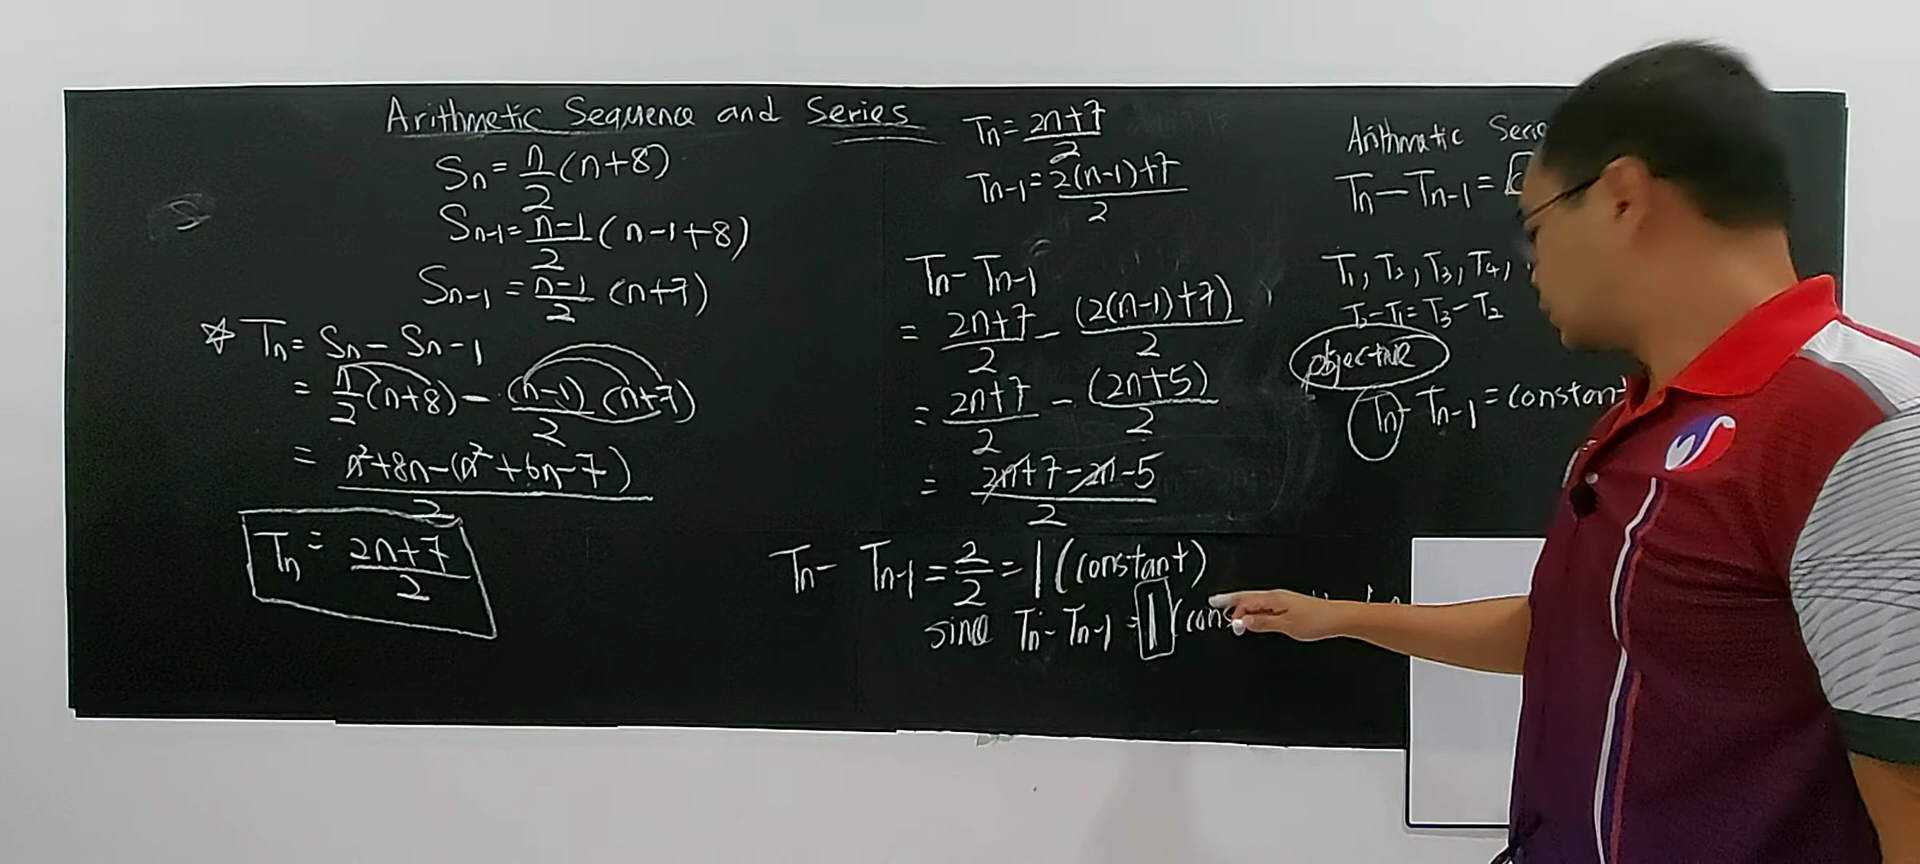 Arithmetic Sequence and Series
Sn = n/2 (n+8)
Sn-1 = n-1/2 (n-1+8)
Sn-1 = n-1/2 (n+7)
☆ Tn = Sn - Sn-1
= n/2 (n+8) - (n-1)/2 (n+7)
= n²+8n-(n²+6n-7)/2
Tn = 2n+7/2
Tn = 2n+7/2
Tn-1 = 2(n-1)+7/2
Tn - Tn-1
= 2n+7/2 - (2(n-1)+7)/2
= 2n+7/2 - (2n+5)/2
= 2n+7-2n-5/2
Tn - Tn-1 = 2/2 = 1 (constant)
Tn - Tn-1 = 1 (cons
Arithmatic Serie
Tn - Tn-1 =
T1, T2, T3, T4,
T2-T1 = T3-T2
objective
Tn - Tn-1 = constant